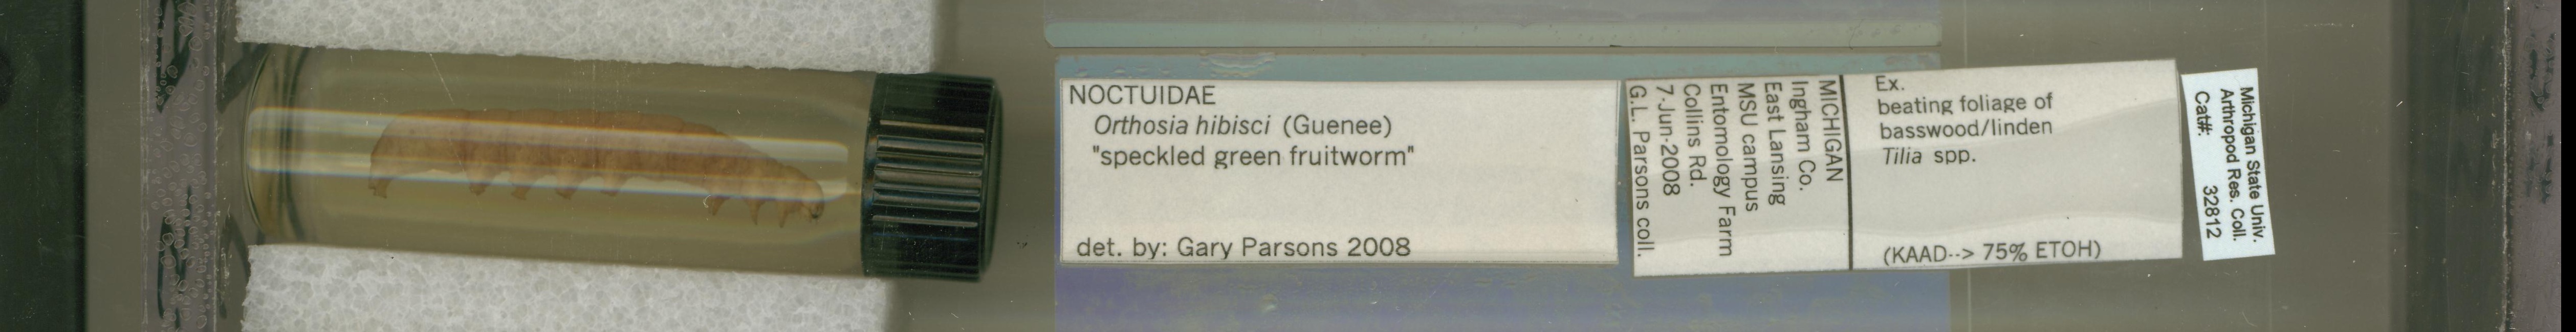 NOCTUIDAE
Orthosia hibisci (Guenee)
"speckled green fruitworm"
det. by: Gary Parsons 2008
MICHIGAN
Ingham Co.
East Lansing
MSU campus
Entomology Farm
Collins Rd.
7-Jun-2008
G.L. Parsons coll.
Ex.
beating foliage of
basswood/linden
Tilia spp.
(KAAD--> 75% ETOH)
Michigan State Univ.
Arthropod Res. Coll.
Cat#: 32812